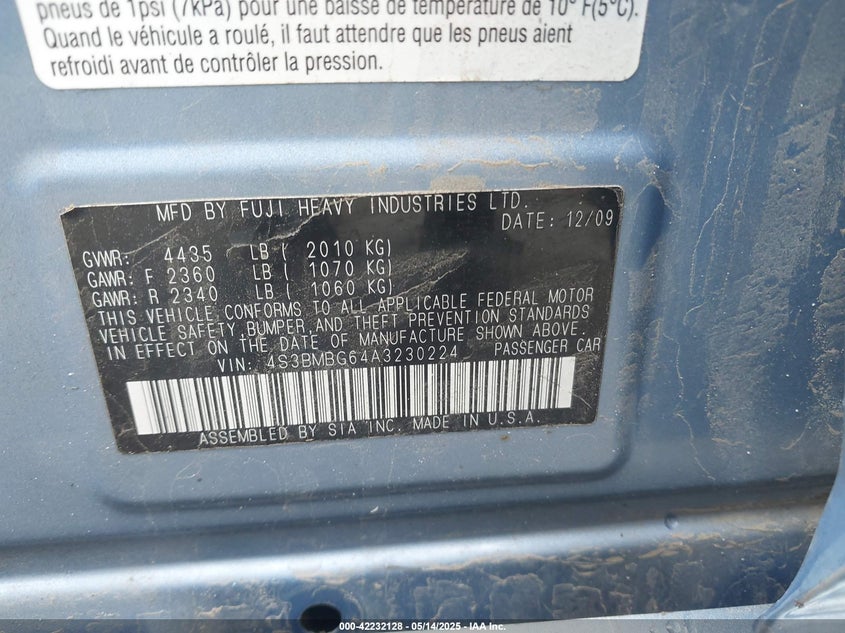 pneus de 1psi (7kPa) pour une baisse de température de 10° F(5°C).
Quand le véhicule a roulé, il faut attendre que les pneus aient
refroidi avant de contrôler la pression.
MFD BY FUJI HEAVY INDUSTRIES LTD.
DATE: 12/09
GVWR: 4435 LB ( 2010 KG)
GAWR: F 2360 LB ( 1070 KG)
GAWR: R 2340 LB ( 1060 KG)
THIS VEHICLE CONFORMS TO ALL APPLICABLE FEDERAL MOTOR
VEHICLE SAFETY, BUMPER, AND THEFT PREVENTION STANDARDS
IN EFFECT ON THE DATE OF MANUFACTURE SHOWN ABOVE.
VIN: 4S3BMBG64A3230224 PASSENGER CAR
ASSEMBLED BY SIA INC. MADE IN U.S.A.
000-42232128 - 05/14/2025 - IAA Inc.